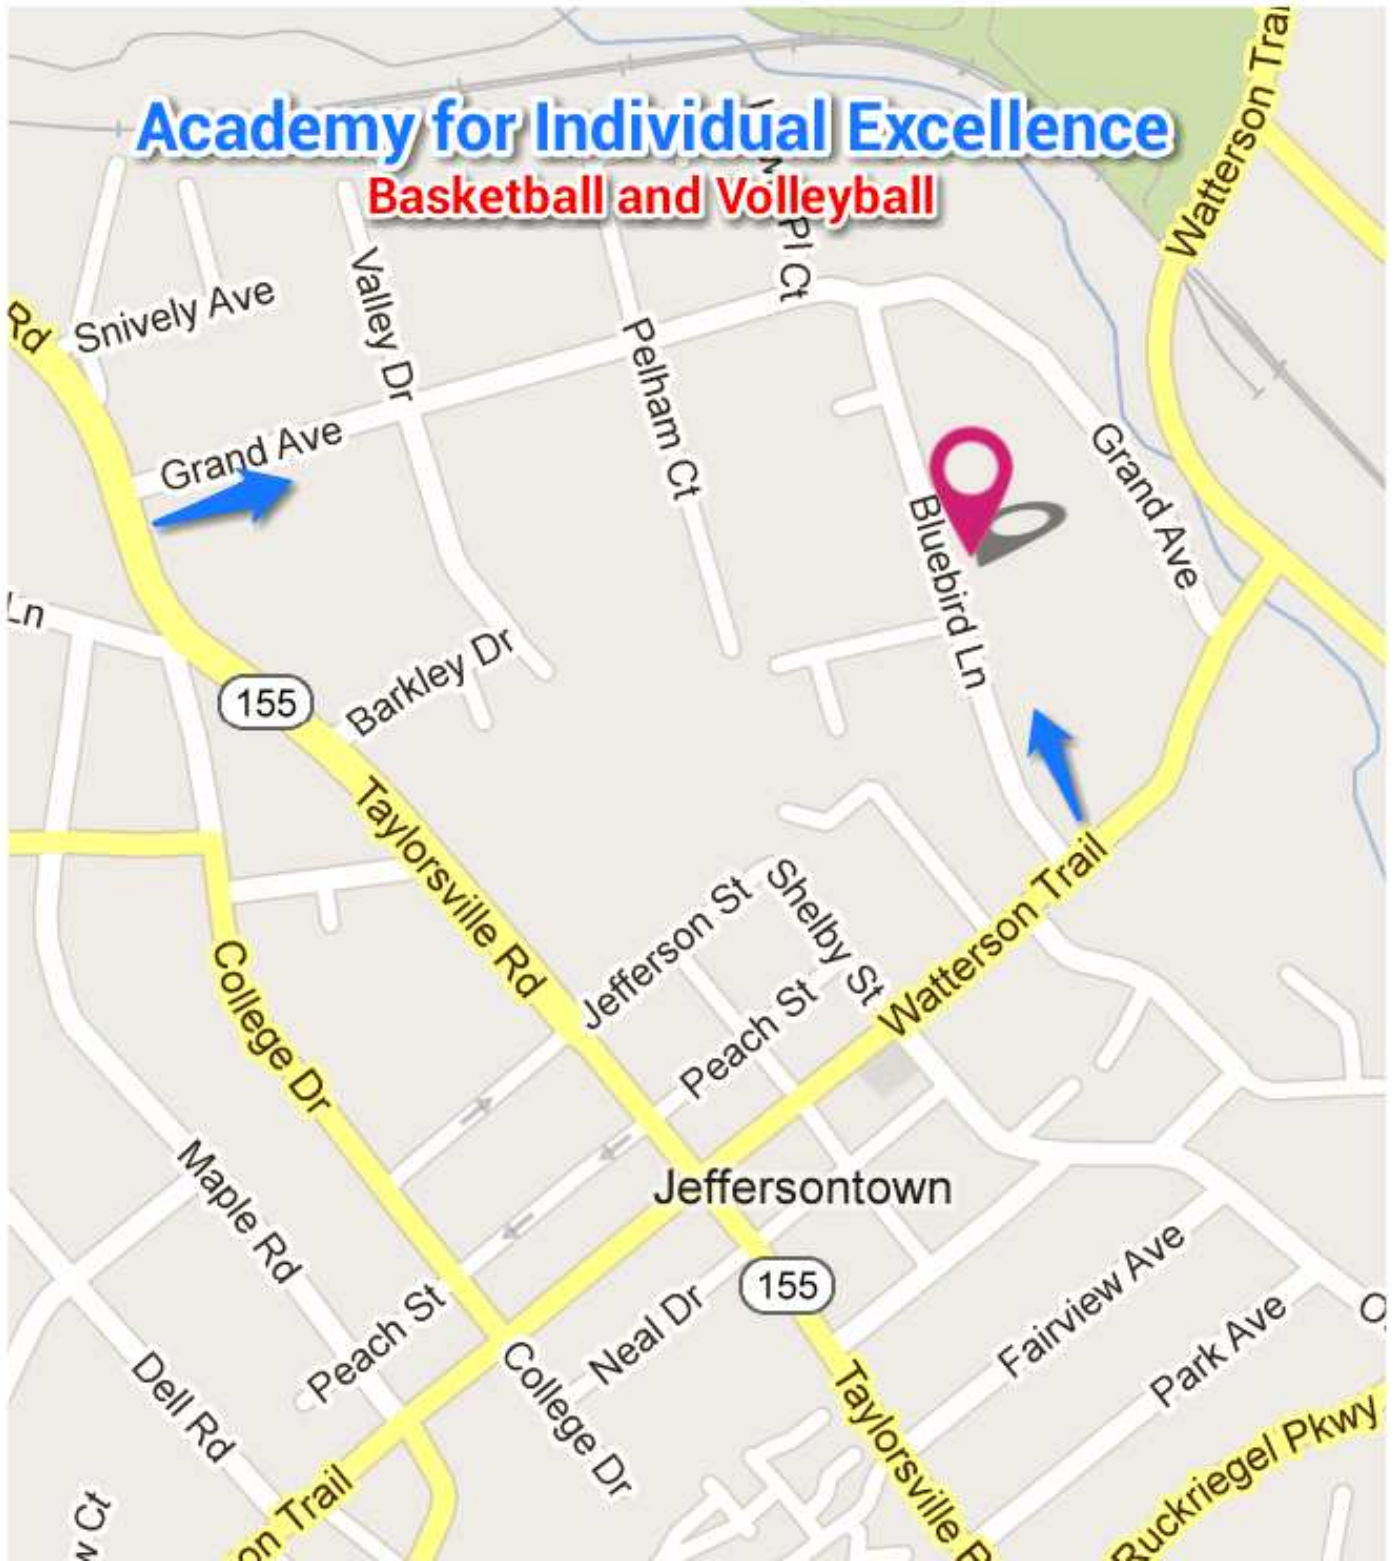 Watterson Trai
Academy for Individual Excellence
Basketball and Volleyball
Pl Ct
Rd
Snively Ave
Valley Dr
Pelham Ct
Grand Ave
Grand Ave
Bluebird Ln
Ln
155
Barkley Dr
Taylorsville Rd
Jefferson St
Shelby St
Watterson Trail
College Dr
Peach St
Maple Rd
Jeffersontown
155
Peach St
Neal Dr
Fairview Ave
Park Ave
Dell Rd
College Dr
Taylorsville R
Ruckriegel Pkwy
on Trail
w Ct
O